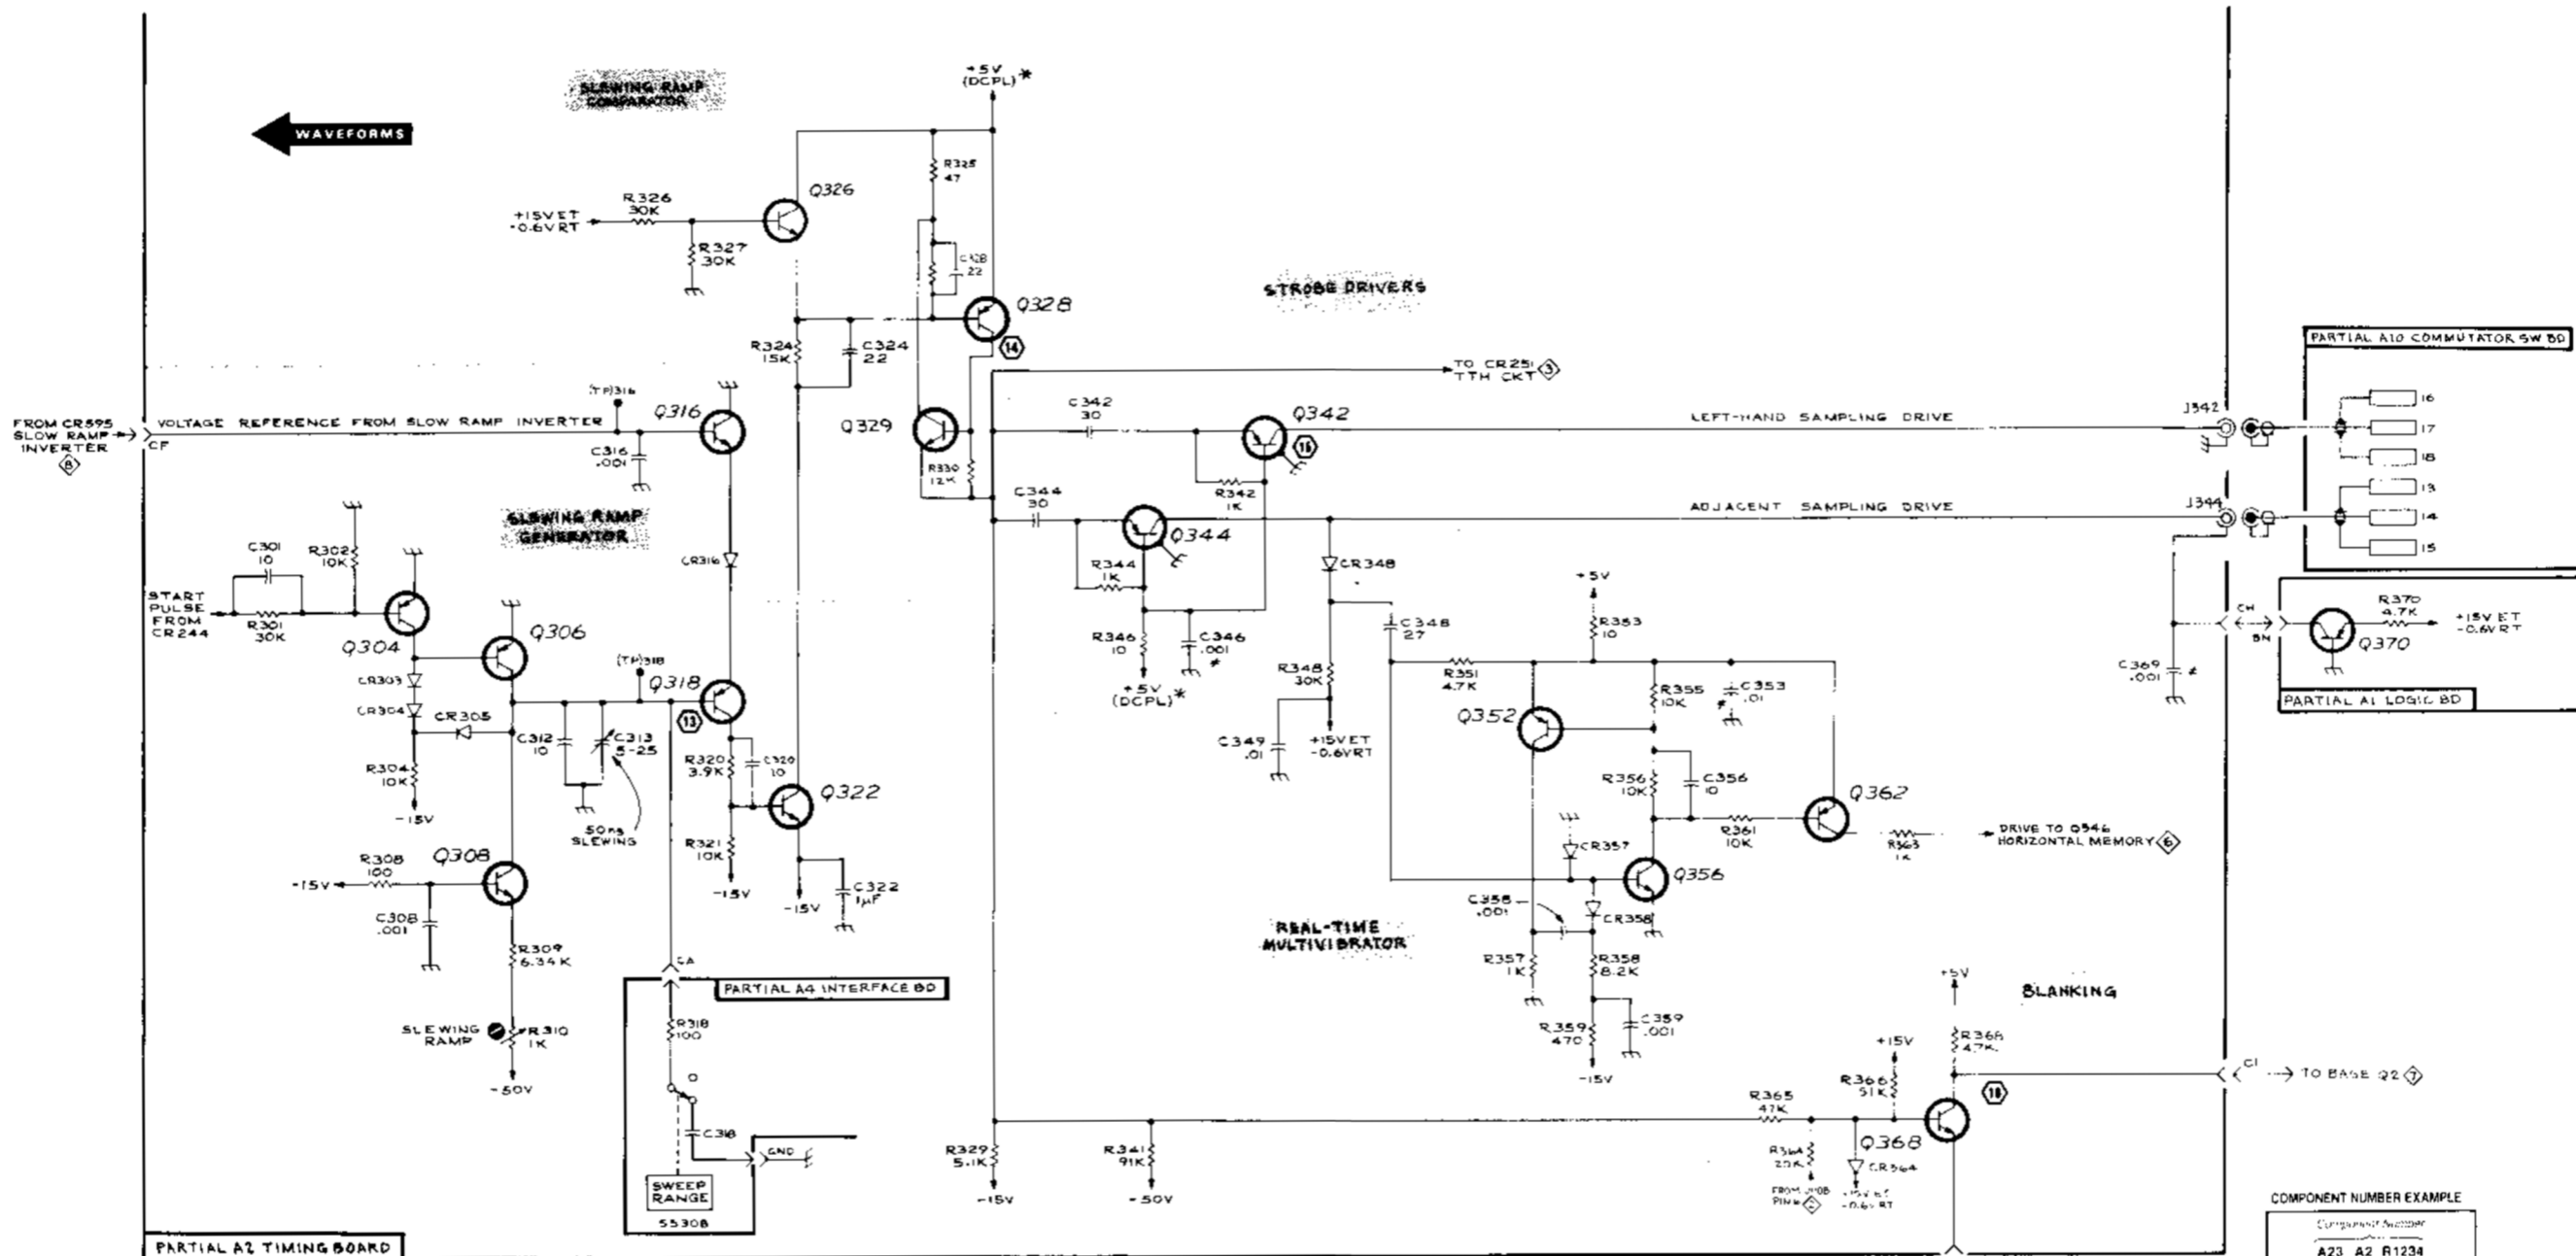 SLEWING RAMP
COMPARATOR
WAVEFORMS
+5V
(DCPL)*
R325
47
Q326
R326
30K
+15V ET
-0.6V RT
R327
30K
C328
22
Q328
14
STROBE DRIVERS
R324
15K
C324
22
TO CR251
TTH CKT 3
PARTIAL A10 COMMUTATOR SW BD
16
17
18
13
14
15
FROM CR595
SLOW RAMP
INVERTER
8
CF
VOLTAGE REFERENCE FROM SLOW RAMP INVERTER
(TP)316
Q316
C316
.001
Q329
R330
12K
C342
30
Q342
15
R342
1K
LEFT-HAND SAMPLING DRIVE
J342
SLEWING RAMP
GENERATOR
C344
30
Q344
R344
1K
ADJACENT SAMPLING DRIVE
J344
C301
10
R302
10K
START
PULSE
FROM
CR244
R301
30K
Q304
Q306
CR316
CR303
CR304
CR305
R304
10K
-15V
(TP)318
Q318
13
C312
10
C313
5-25
50ns
SLEWING
R320
3.9K
C320
10
Q322
R321
10K
-15V
-15V
C322
1µF
R308
100
-15V
Q308
C308
.001
R309
6.34K
SLEWING
RAMP
R310
1K
-50V
CA
PARTIAL A4 INTERFACE BD
R318
100
C318
GND
SWEEP
RANGE
S530B
R346
10
C346
.001
*
+5V
(DCPL)*
CR348
C348
27
R348
30K
C349
.01
+15V ET
-0.6V RT
+5V
R353
10
R351
4.7K
R355
10K
C353
.01
Q352
R356
10K
C356
10
R361
10K
Q362
R363
1K
DRIVE TO Q546
HORIZONTAL MEMORY 6
CR357
Q356
C358
.001
CR358
R357
1K
R358
8.2K
R359
470
C359
.001
-15V
REAL-TIME
MULTIVIBRATOR
C369
.001
CH
BN
R370
4.7K
+15V ET
-0.6V RT
Q370
PARTIAL A1 LOGIC BD
BLANKING
+5V
R368
4.7K
+15V
R366
51K
R365
47K
R364
Q368
CR364
-0.6V RT
CI
TO BASE Q2 7
R329
5.1K
-15V
R341
91K
-50V
PARTIAL A2 TIMING BOARD
COMPONENT NUMBER EXAMPLE
Component Number
A23 A2 R1234